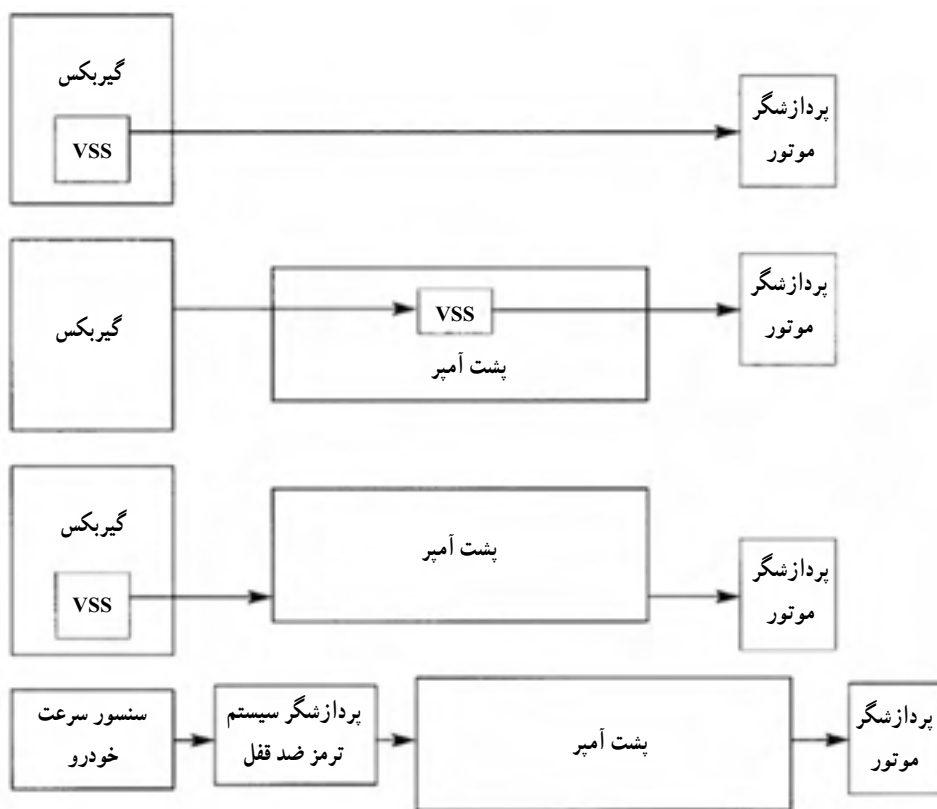 گیربکس
VSS
پردازشگر
موتور
گیربکس
VSS
پشت آمپر
پردازشگر
موتور
گیربکس
VSS
پشت آمپر
پردازشگر
موتور
سنسور سرعت
خودرو
پردازشگر سیستم
ترمز ضد قفل
پشت آمپر
پردازشگر
موتور